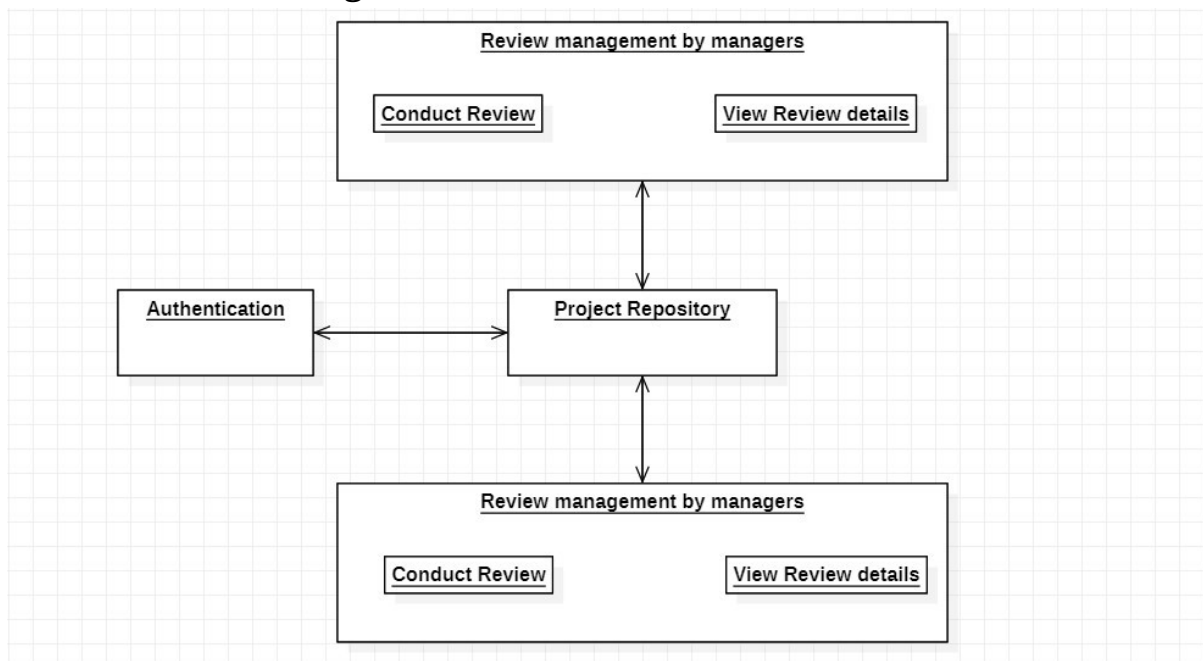 Review management by managers
Conduct Review
View Review details
Authentication
Project Repository
Review management by managers
Conduct Review
View Review details